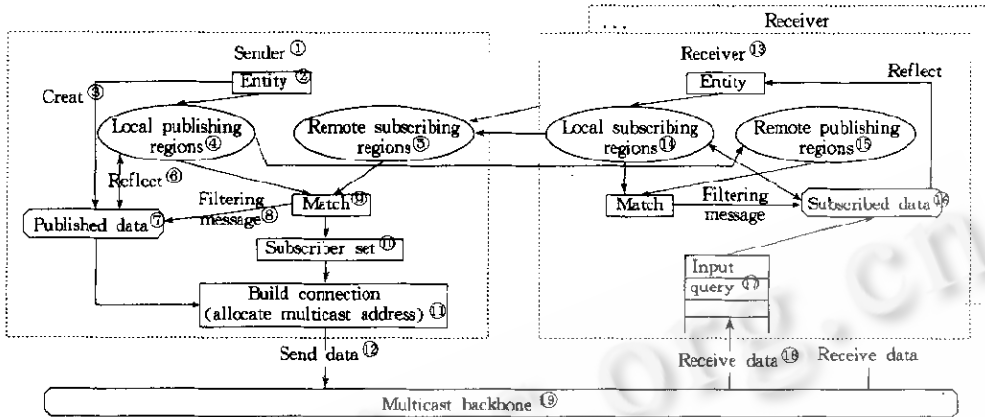 ... Receiver
Sender ①
Receiver ⑬
Entity ②
Entity
Reflect
Creat ③
Local publishing
regions ④
Remote subscribing
regions ⑤
Local subscribing
regions ⑭
Remote publishing
regions ⑮
Reflect ⑥
Filtering
message ⑧
Match ⑨
Match
Filtering
message
Published data ⑦
Subscribed data ⑯
Subscriber set ⑩
Input
query ⑰
Build connection
(allocate multicast address) ⑪
Send data ⑫
Receive data ⑱
Receive data
Multicast backbone ⑲
org.cn